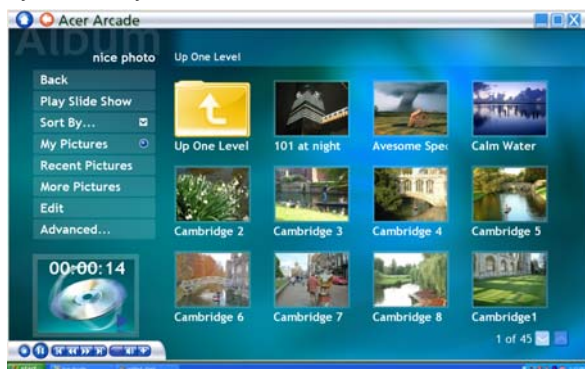 Acer Arcade
Album
nice photo
Up One Level
Back
Play Slide Show
Sort By...
My Pictures
Recent Pictures
More Pictures
Edit
Advanced...
00:00:14
Up One Level
101 at night
Avesome Spec
Calm Water
Cambridge 2
Cambridge 3
Cambridge 4
Cambridge 5
Cambridge 6
Cambridge 7
Cambridge 8
Cambridge1
1 of 45